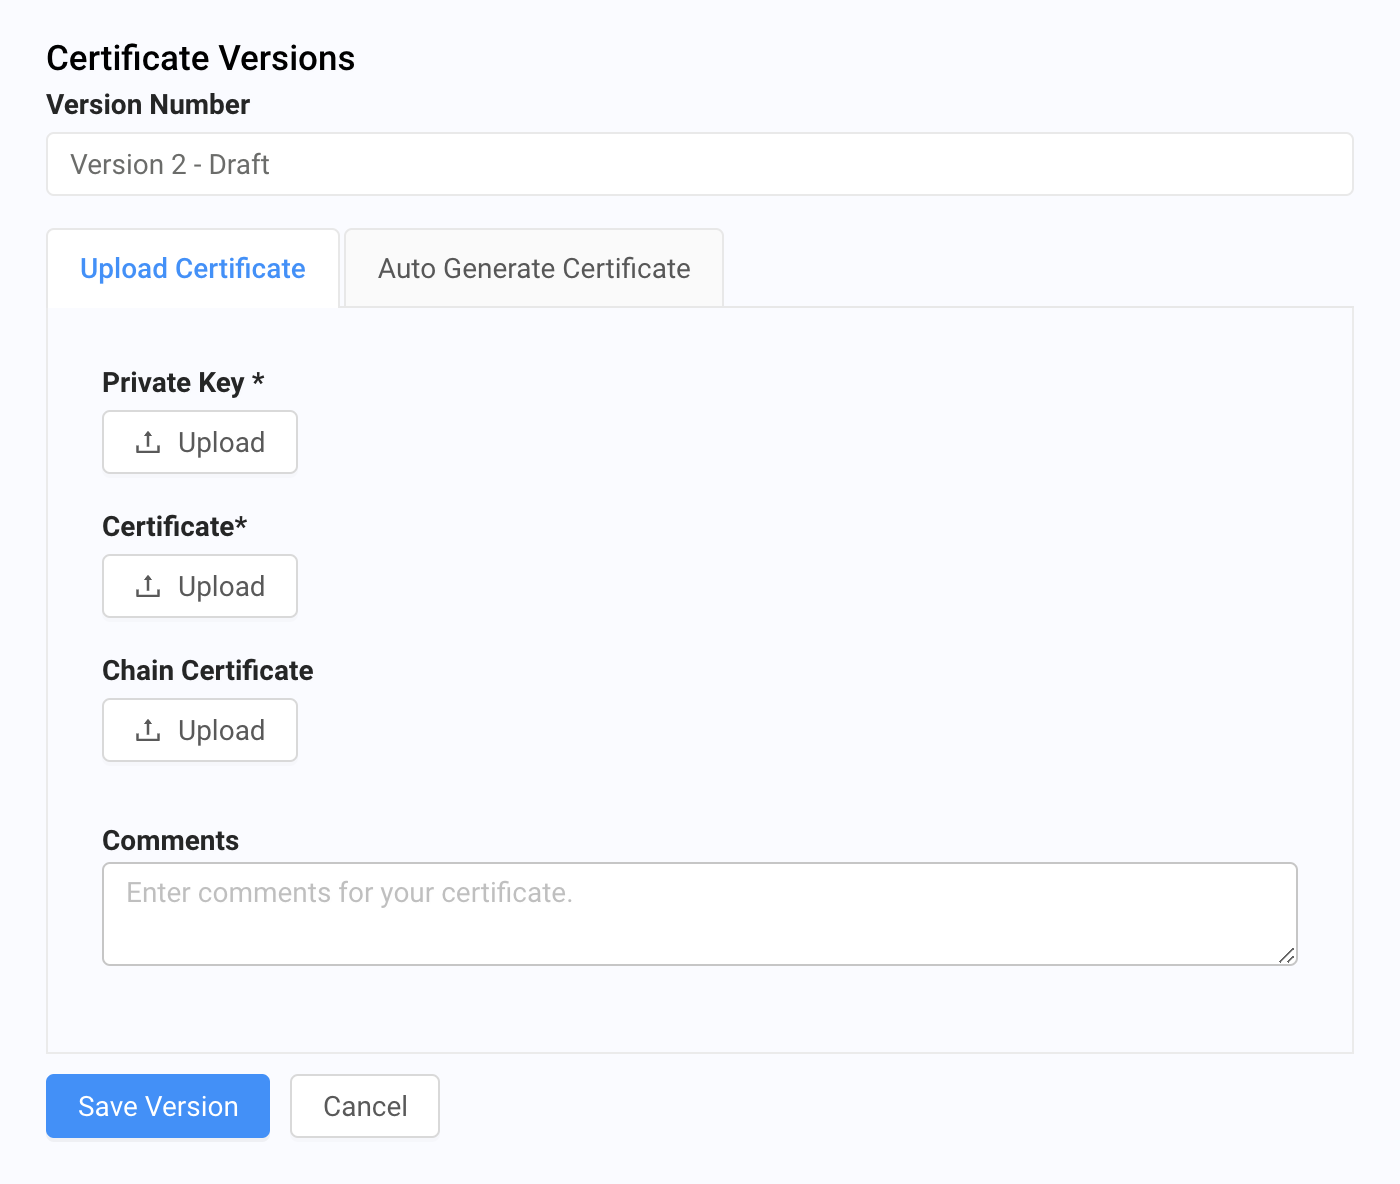 Certificate Versions
Version Number
Version 2 - Draft
Upload Certificate
Auto Generate Certificate
Private Key *
Upload
Certificate*
Upload
Chain Certificate
Upload
Comments
Enter comments for your certificate.
Save Version
Cancel